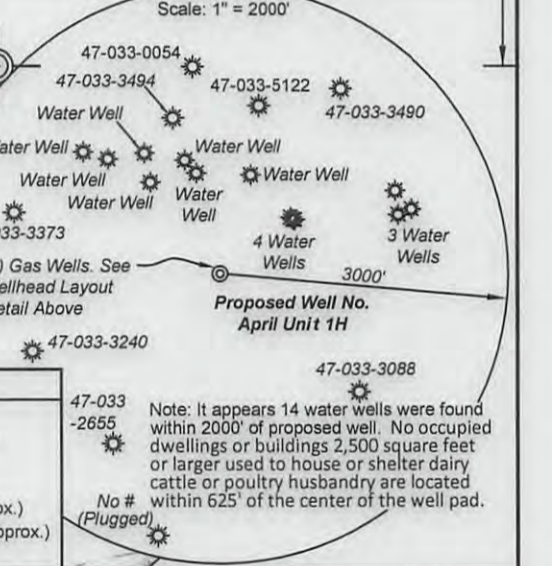 Scale: 1" = 2000'
47-033-0054
47-033-3494
47-033-5122
47-033-3490
Water Well
Water Well
Water Well
Water Well
Water Well
Water Well
Water
Well
33-3373
4 Water
Wells
3 Water
Wells
) Gas Wells. See
ellhead Layout
etail Above
3000'
Proposed Well No.
April Unit 1H
47-033-3240
47-033-3088
47-033
-2655
Note: It appears 14 water wells were found
within 2000' of proposed well. No occupied
dwellings or buildings 2,500 square feet
or larger used to house or shelter dairy
cattle or poultry husbandry are located
within 625' of the center of the well pad.
No #
(Plugged)
ox.)
pprox.)